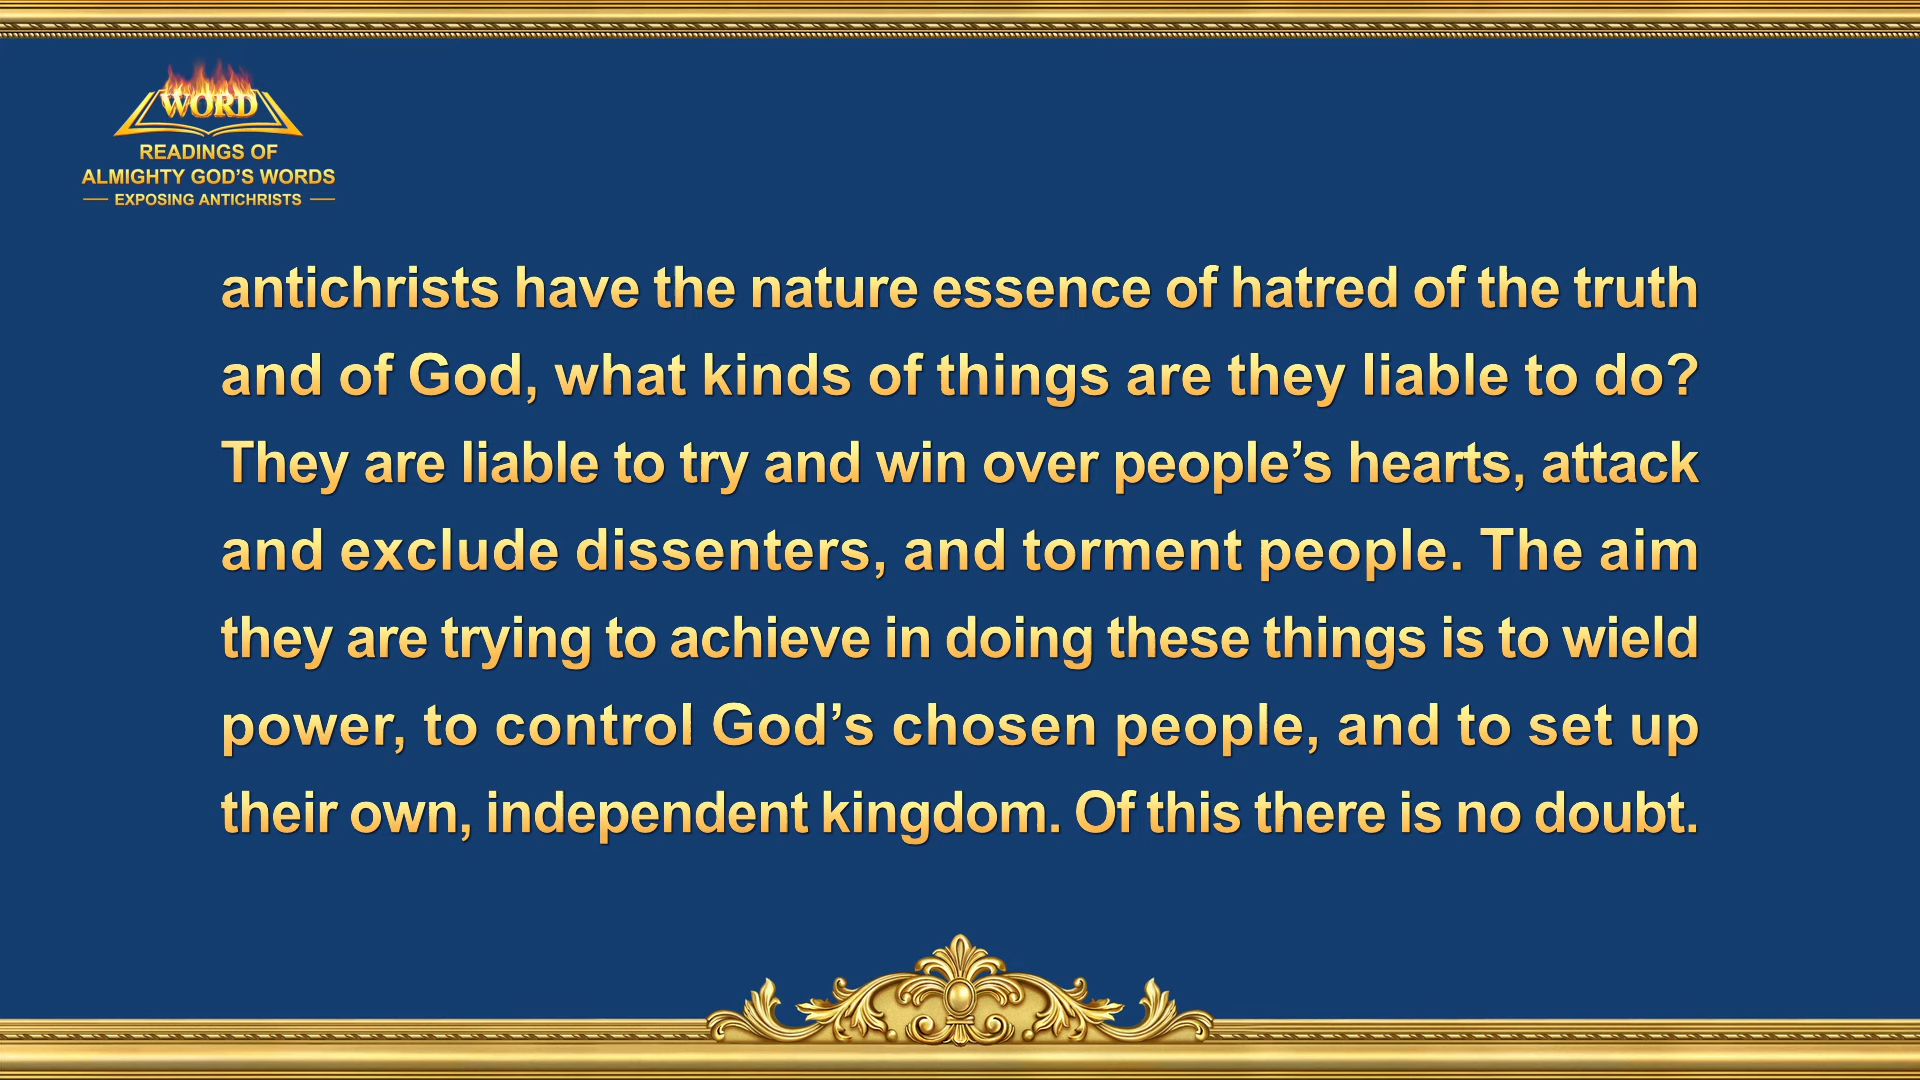 WORD
READINGS OF
ALMIGHTY GOD’S WORDS
EXPOSING ANTICHRISTS
antichrists have the nature essence of hatred of the truth
and of God, what kinds of things are they liable to do?
They are liable to try and win over people’s hearts, attack
and exclude dissenters, and torment people. The aim
they are trying to achieve in doing these things is to wield
power, to control God’s chosen people, and to set up
their own, independent kingdom. Of this there is no doubt.